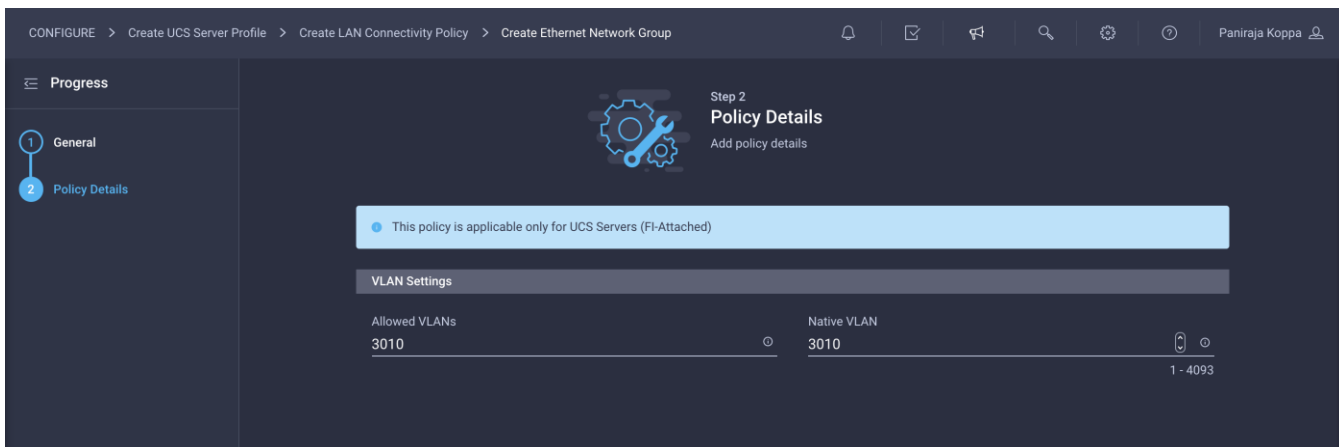 CONFIGURE > Create UCS Server Profile > Create LAN Connectivity Policy > Create Ethernet Network Group
Paniraja Koppa
Progress
1 General
2 Policy Details
Step 2
Policy Details
Add policy details
This policy is applicable only for UCS Servers (FI-Attached)
VLAN Settings
Allowed VLANs
3010
Native VLAN
3010
1 - 4093